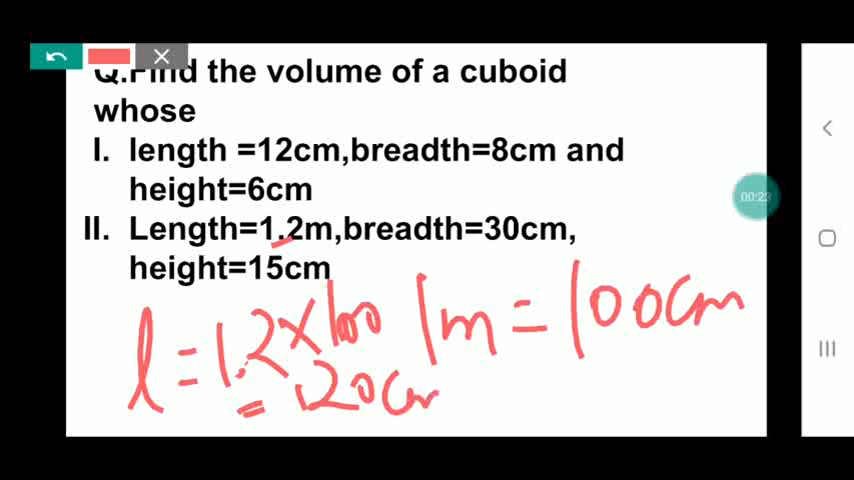 Q.Find the volume of a cuboid
whose
I. length =12cm,breadth=8cm and
height=6cm
II. Length=1.2m,breadth=30cm,
height=15cm
00:23
l = 1.2×100 1m = 100cm
= 120cm